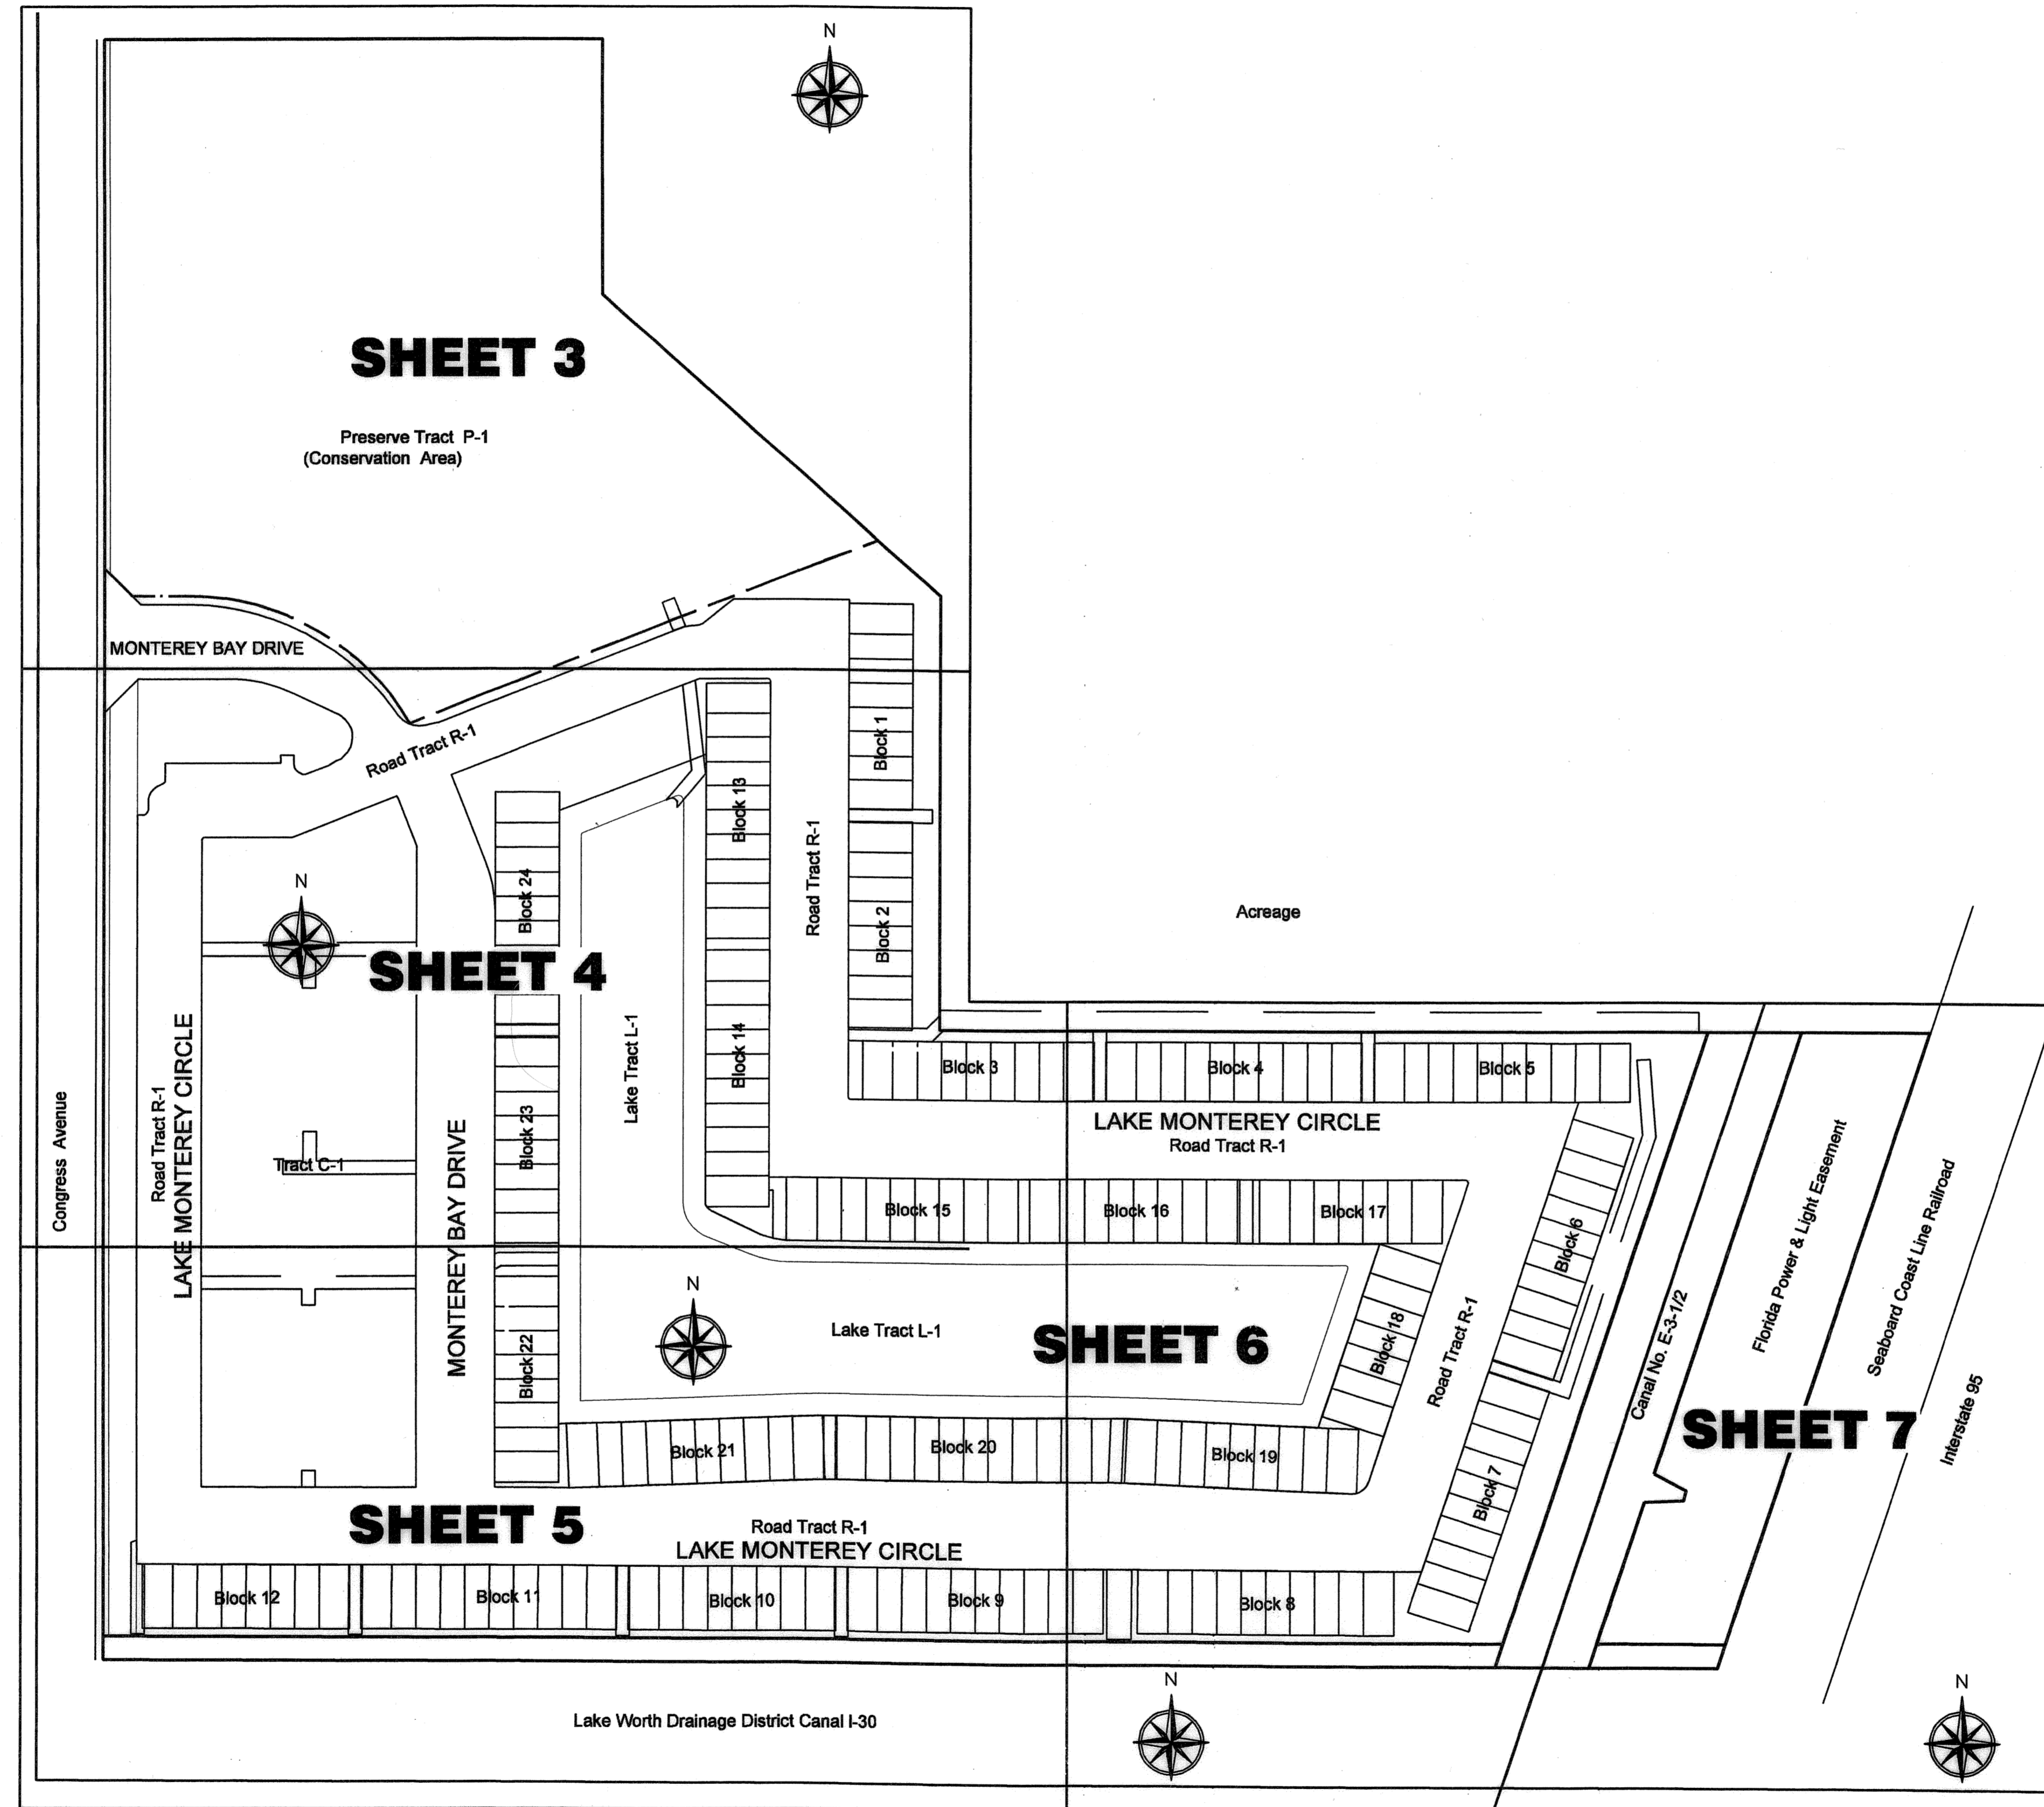 N
SHEET 3
Preserve Tract P-1
(Conservation Area)
MONTEREY BAY DRIVE
Road Tract R-1
Block 1
Block 13
Road Tract R-1
Block 24
N
Block 2
Acreage
SHEET 4
Lake Tract L-1
Block 14
Block 3
Block 4
Block 5
Congress Avenue
Road Tract R-1
LAKE MONTEREY CIRCLE
Tract C-1
MONTEREY BAY DRIVE
Block 23
LAKE MONTEREY CIRCLE
Road Tract R-1
Block 15
Block 16
Block 17
Block 6
Florida Power & Light Easement
Seaboard Coast Line Railroad
N
Lake Tract L-1
SHEET 6
Block 18
Road Tract R-1
Canal No. E-3-1/2
Block 22
SHEET 7
Interstate 95
Block 21
Block 20
Block 19
Block 7
SHEET 5
Road Tract R-1
LAKE MONTEREY CIRCLE
Block 12
Block 11
Block 10
Block 9
Block 8
N
N
Lake Worth Drainage District Canal I-30